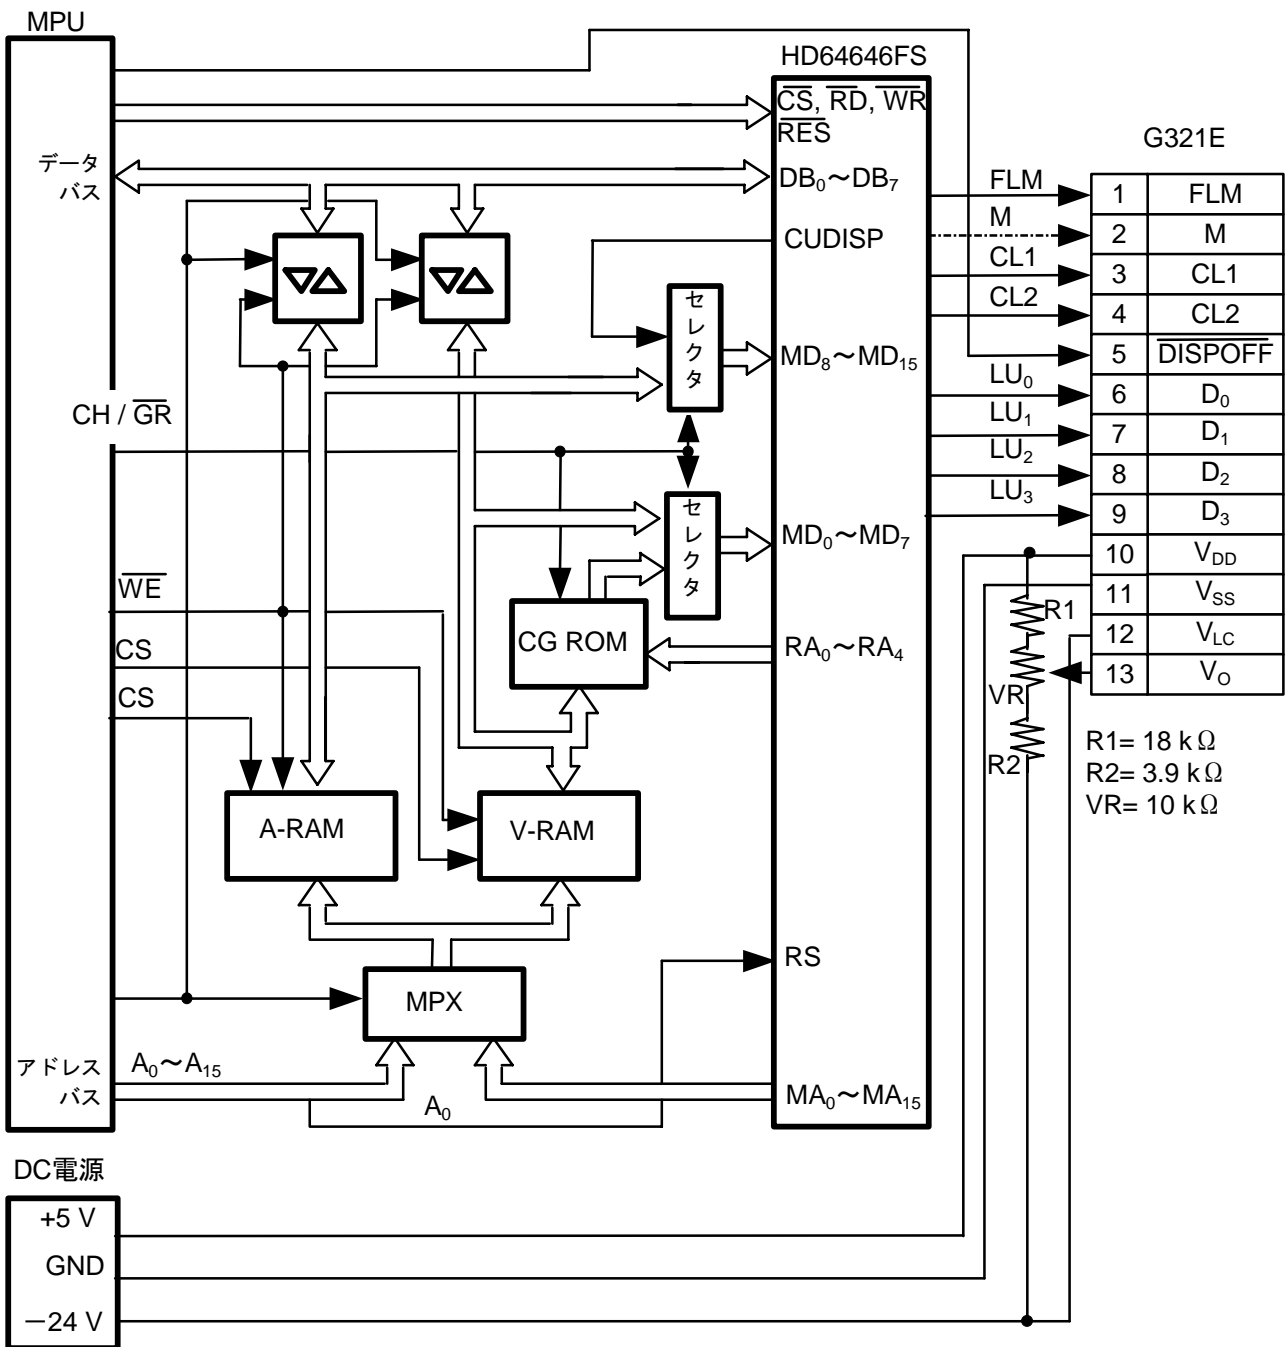 MPU
HD64646FS
CS, RD, WR
RES
G321E
データ
バス
DB0～DB7
FLM
1 FLM
M
2 M
CUDISP
CL1
3 CL1
CL2
4 CL2
セレクタ
MD8～MD15
5 DISPOFF
LU0
6 D0
CH / GR
LU1
7 D1
LU2
8 D2
LU3
9 D3
セレクタ
MD0～MD7
10 VDD
WE
11 VSS
R1
CG ROM
RA0～RA4
12 VLC
CS
13 VO
VR
CS
R2
R1= 18 kΩ
R2= 3.9 kΩ
VR= 10 kΩ
A-RAM
V-RAM
RS
MPX
アドレス
バス
A0～A15
A0
MA0～MA15
DC電源
+5 V
GND
－24 V